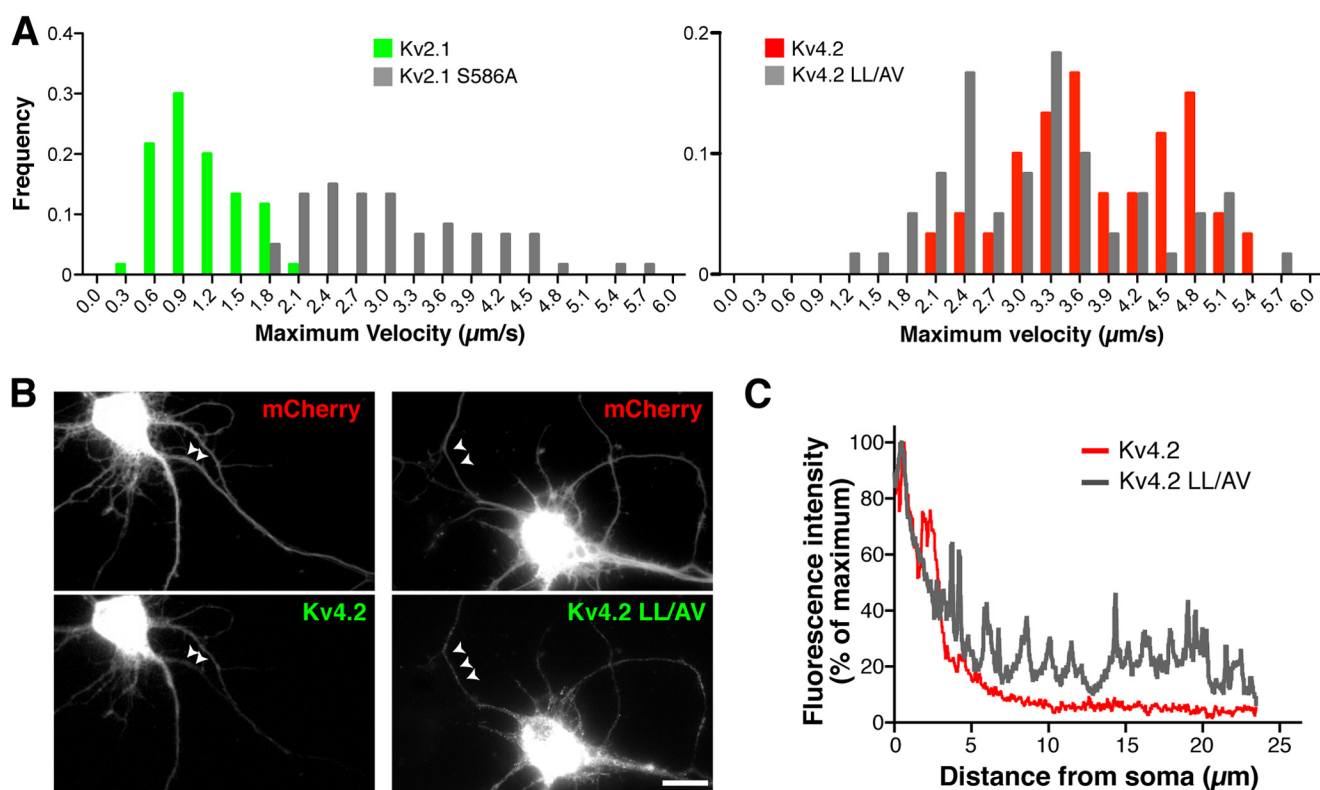 A
Frequency
0.4
0.3
0.2
0.1
0
Kv2.1
Kv2.1 S586A
0.0 0.3 0.6 0.9 1.2 1.5 1.8 2.1 2.4 2.7 3.0 3.3 3.6 3.9 4.2 4.5 4.8 5.1 5.4 5.7 6.0
Maximum Velocity (µm/s)
0.2
0.1
0
Kv4.2
Kv4.2 LL/AV
0.0 0.3 0.6 0.9 1.2 1.5 1.8 2.1 2.4 2.7 3.0 3.3 3.6 3.9 4.2 4.5 4.8 5.1 5.4 5.7 6.0
Maximum velocity (µm/s)
B
mCherry
mCherry
Kv4.2
Kv4.2 LL/AV
C
Fluorescence intensity
(% of maximum)
100
80
60
40
20
0
Kv4.2
Kv4.2 LL/AV
0 5 10 15 20 25
Distance from soma (µm)